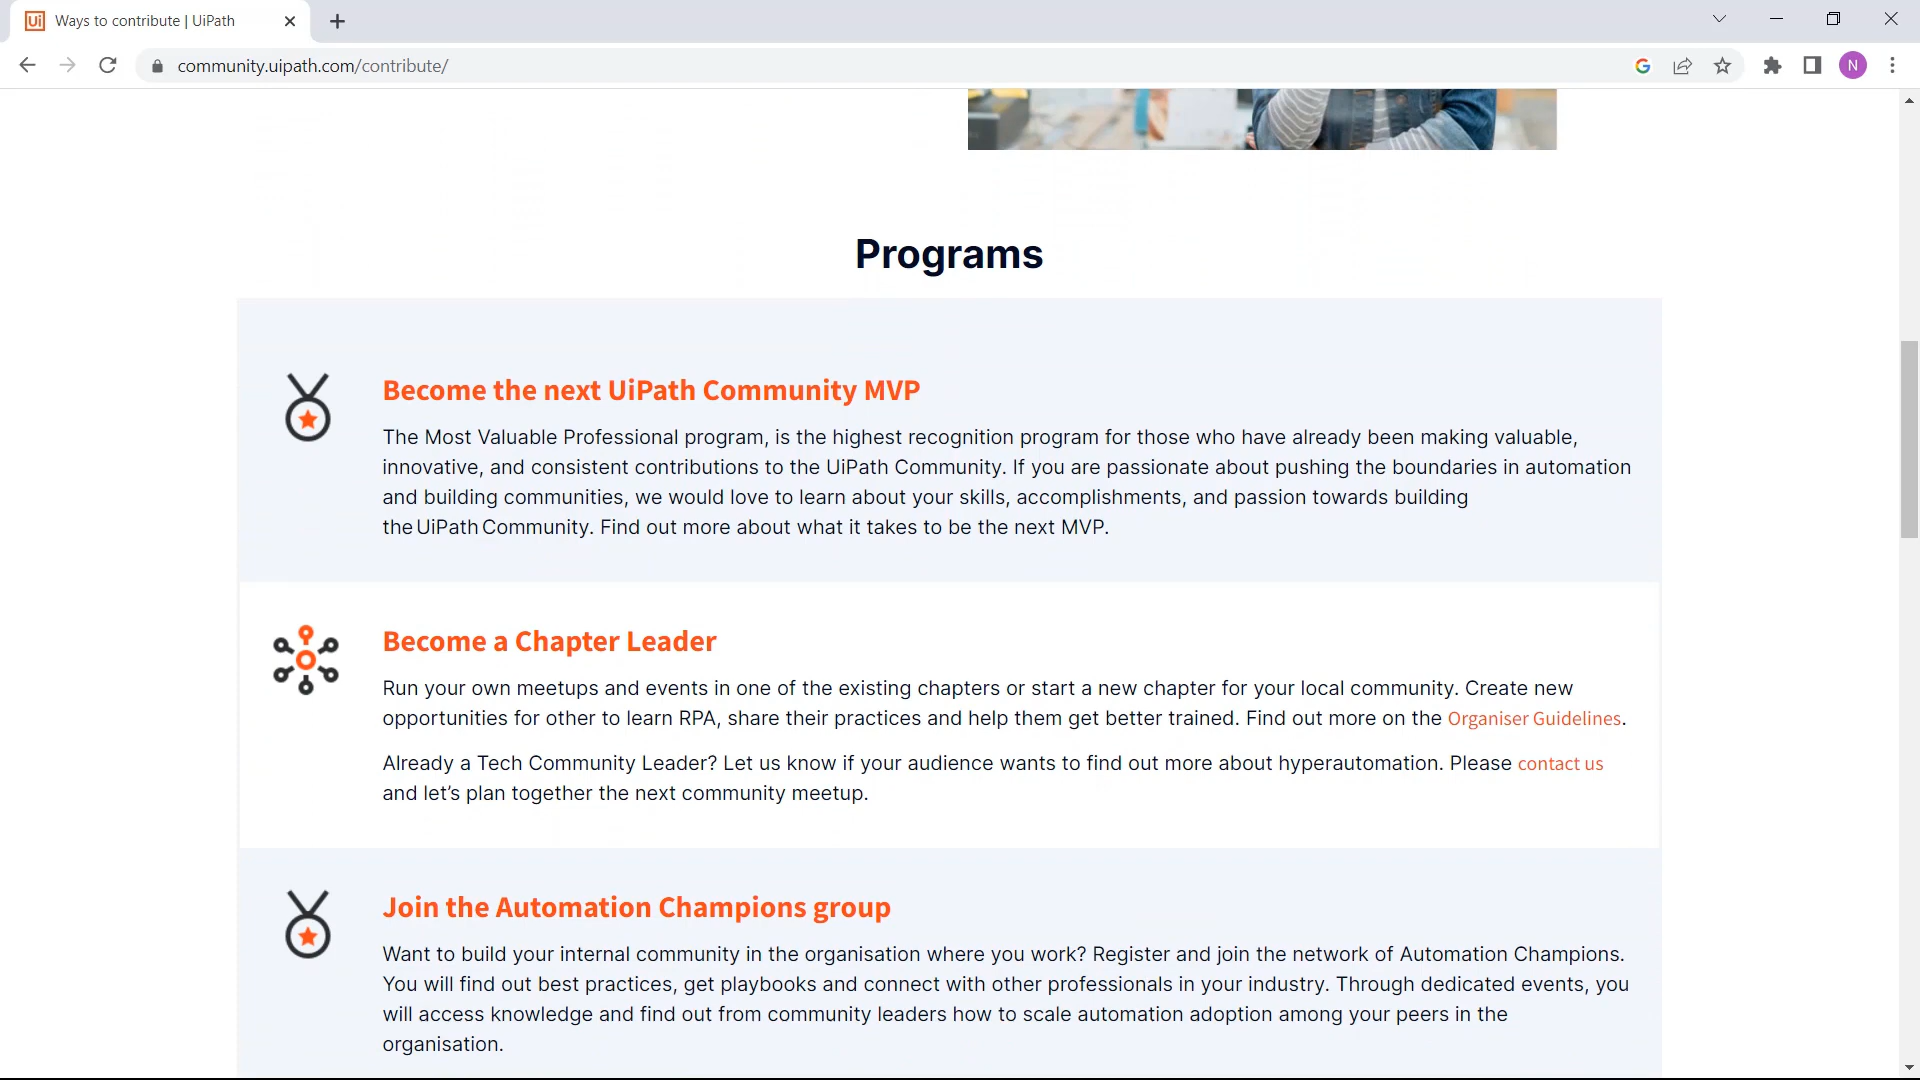 Ui Ways to contribute | UiPath
community.uipath.com/contribute/
N
Programs
Become the next UiPath Community MVP
The Most Valuable Professional program, is the highest recognition program for those who have already been making valuable,
innovative, and consistent contributions to the UiPath Community. If you are passionate about pushing the boundaries in automation
and building communities, we would love to learn about your skills, accomplishments, and passion towards building
the UiPath Community. Find out more about what it takes to be the next MVP.
Become a Chapter Leader
Run your own meetups and events in one of the existing chapters or start a new chapter for your local community. Create new
opportunities for other to learn RPA, share their practices and help them get better trained. Find out more on the Organiser Guidelines.
Already a Tech Community Leader? Let us know if your audience wants to find out more about hyperautomation. Please contact us
and let’s plan together the next community meetup.
Join the Automation Champions group
Want to build your internal community in the organisation where you work? Register and join the network of Automation Champions.
You will find out best practices, get playbooks and connect with other professionals in your industry. Through dedicated events, you
will access knowledge and find out from community leaders how to scale automation adoption among your peers in the
organisation.